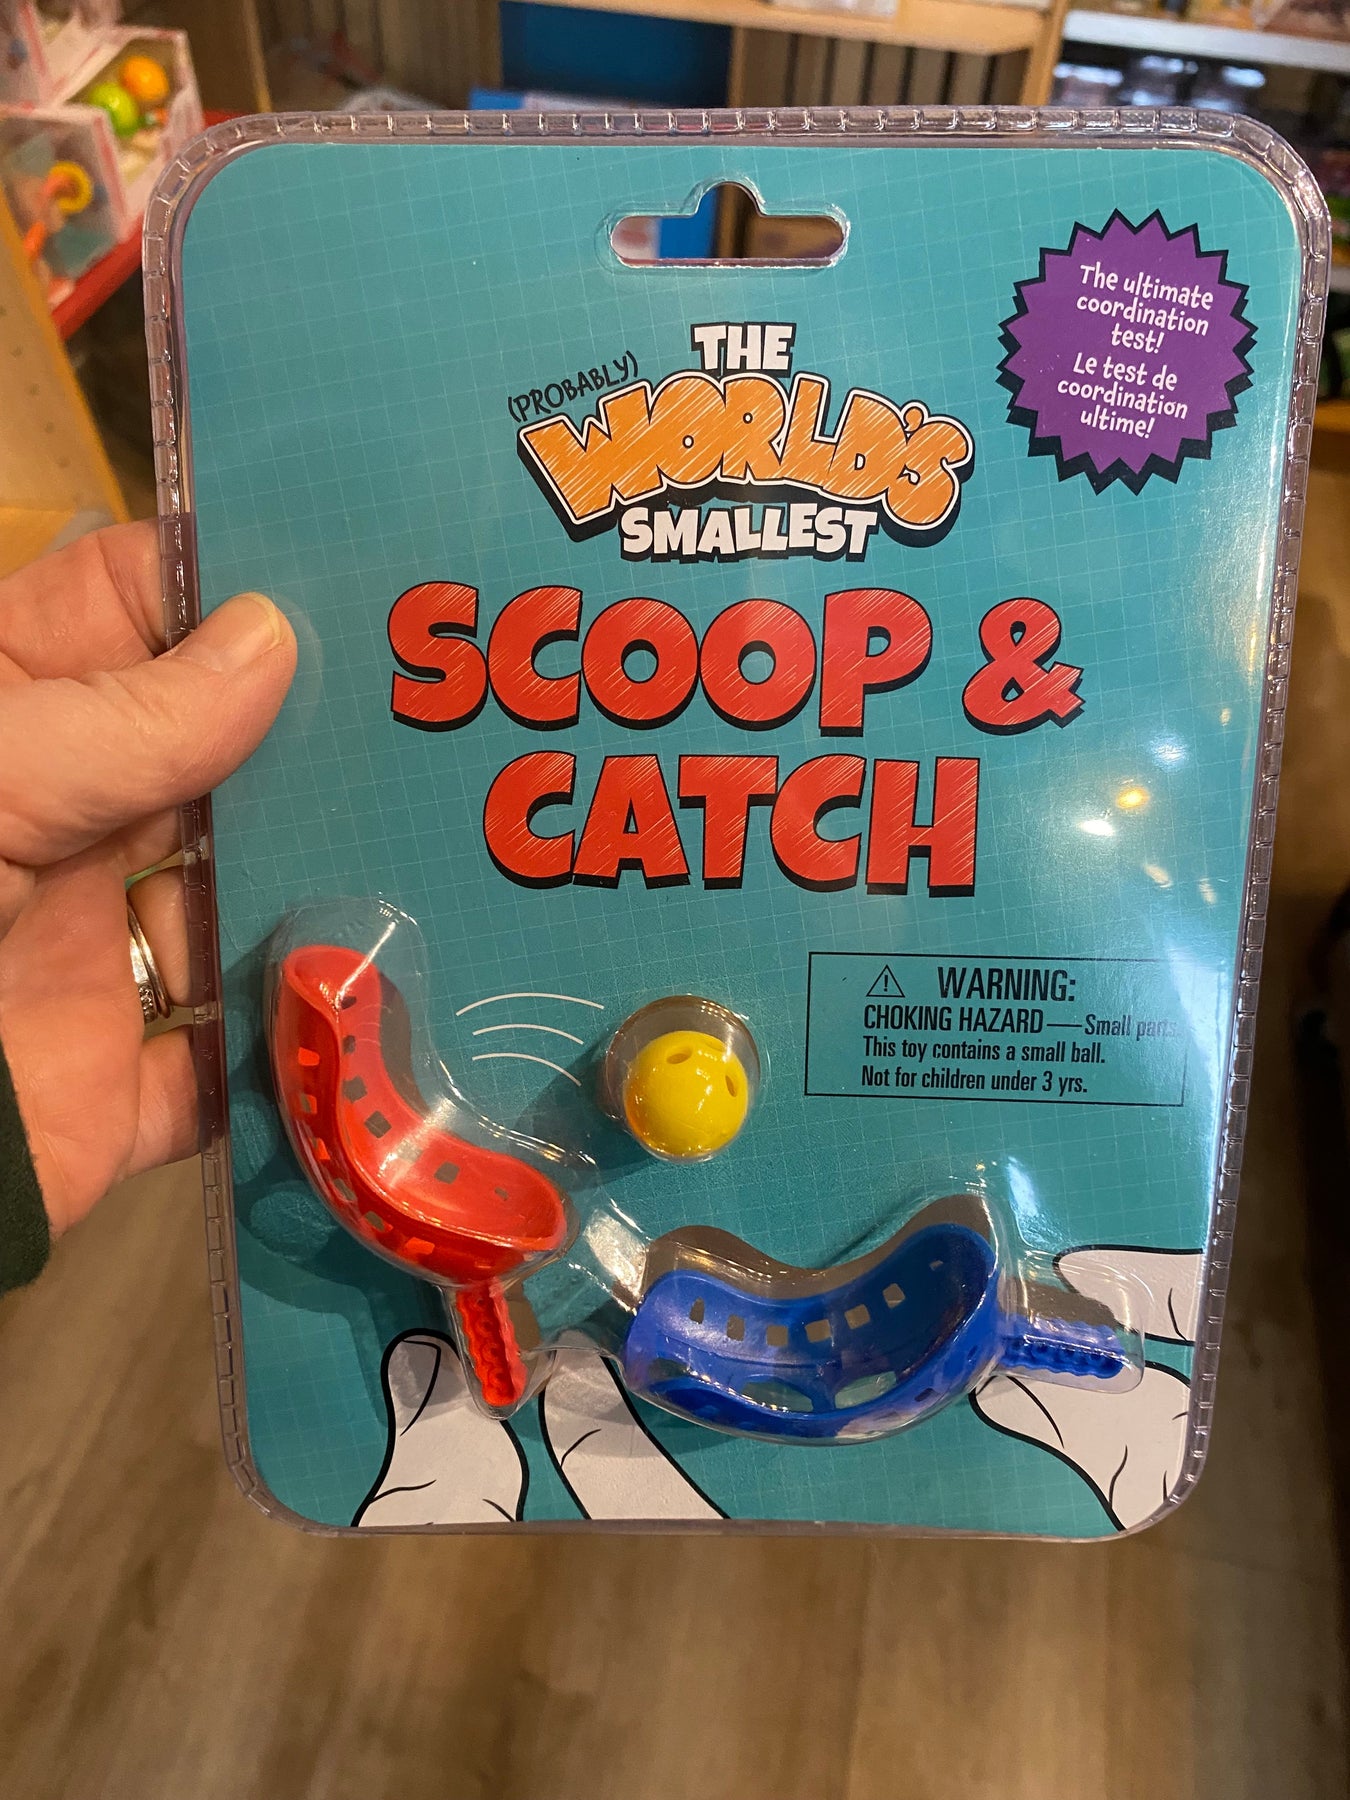 The ultimate
coordination
test!
Le test de
coordination
ultime!
(PROBABLY)
THE
WORLD'S
SMALLEST
SCOOP &
CATCH
WARNING:
CHOKING HAZARD — Small parts.
This toy contains a small ball.
Not for children under 3 yrs.